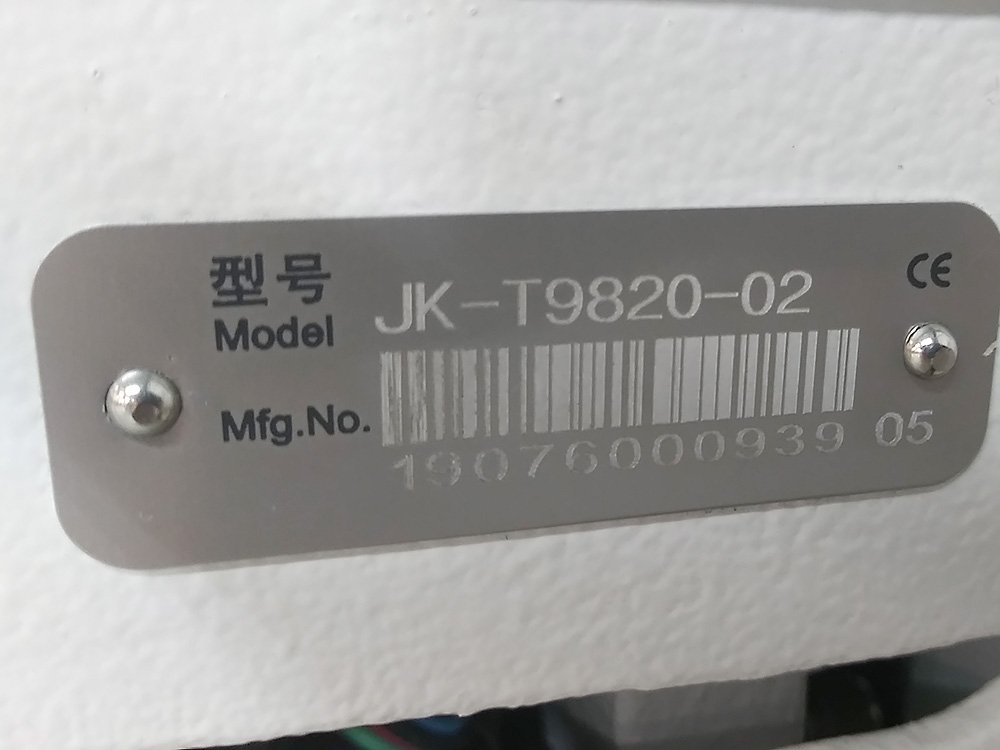 型号 JK-T9820-02 CE
Model
Mfg.No.
19076000939 05